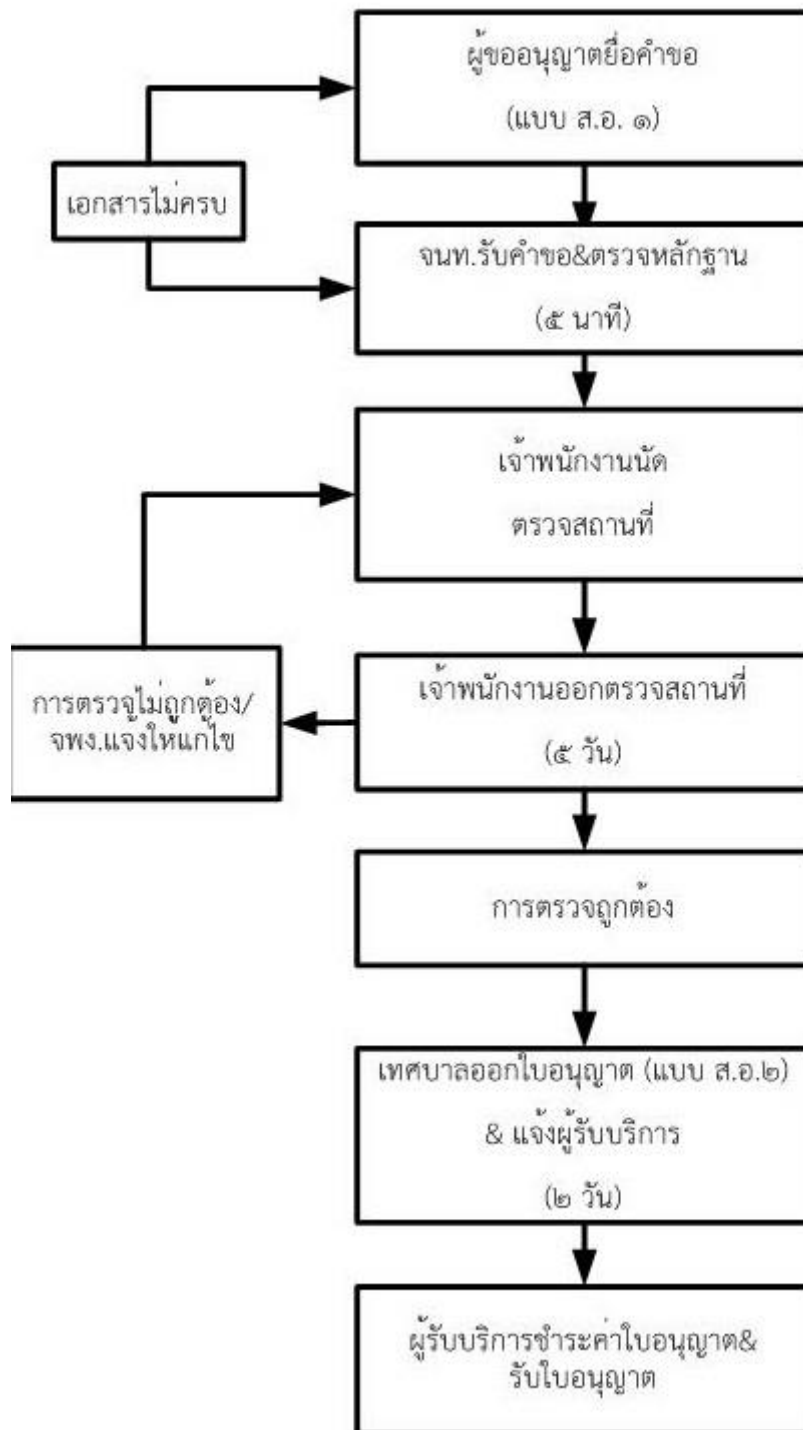 ผู้ขออนุญาตยื่อคำขอ
(แบบ ส.อ. ๑)
เอกสารไม่ครบ
จนท.รับคำขอ&ตรวจหลักฐาน
(๕ นาที)
เจ้าพนักงานนัด
ตรวจสถานที่
เจ้าพนักงานออกตรวจสถานที่
(๕ วัน)
การตรวจไม่ถูกต้อง/
จพง.แจ้งให้แก้ไข
การตรวจถูกต้อง
เทศบาลออกใบอนุญาต (แบบ ส.อ.๒)
& แจ้งผู้รับบริการ
(๒ วัน)
ผู้รับบริการชำระค่าใบอนุญาต&
รับใบอนุญาต